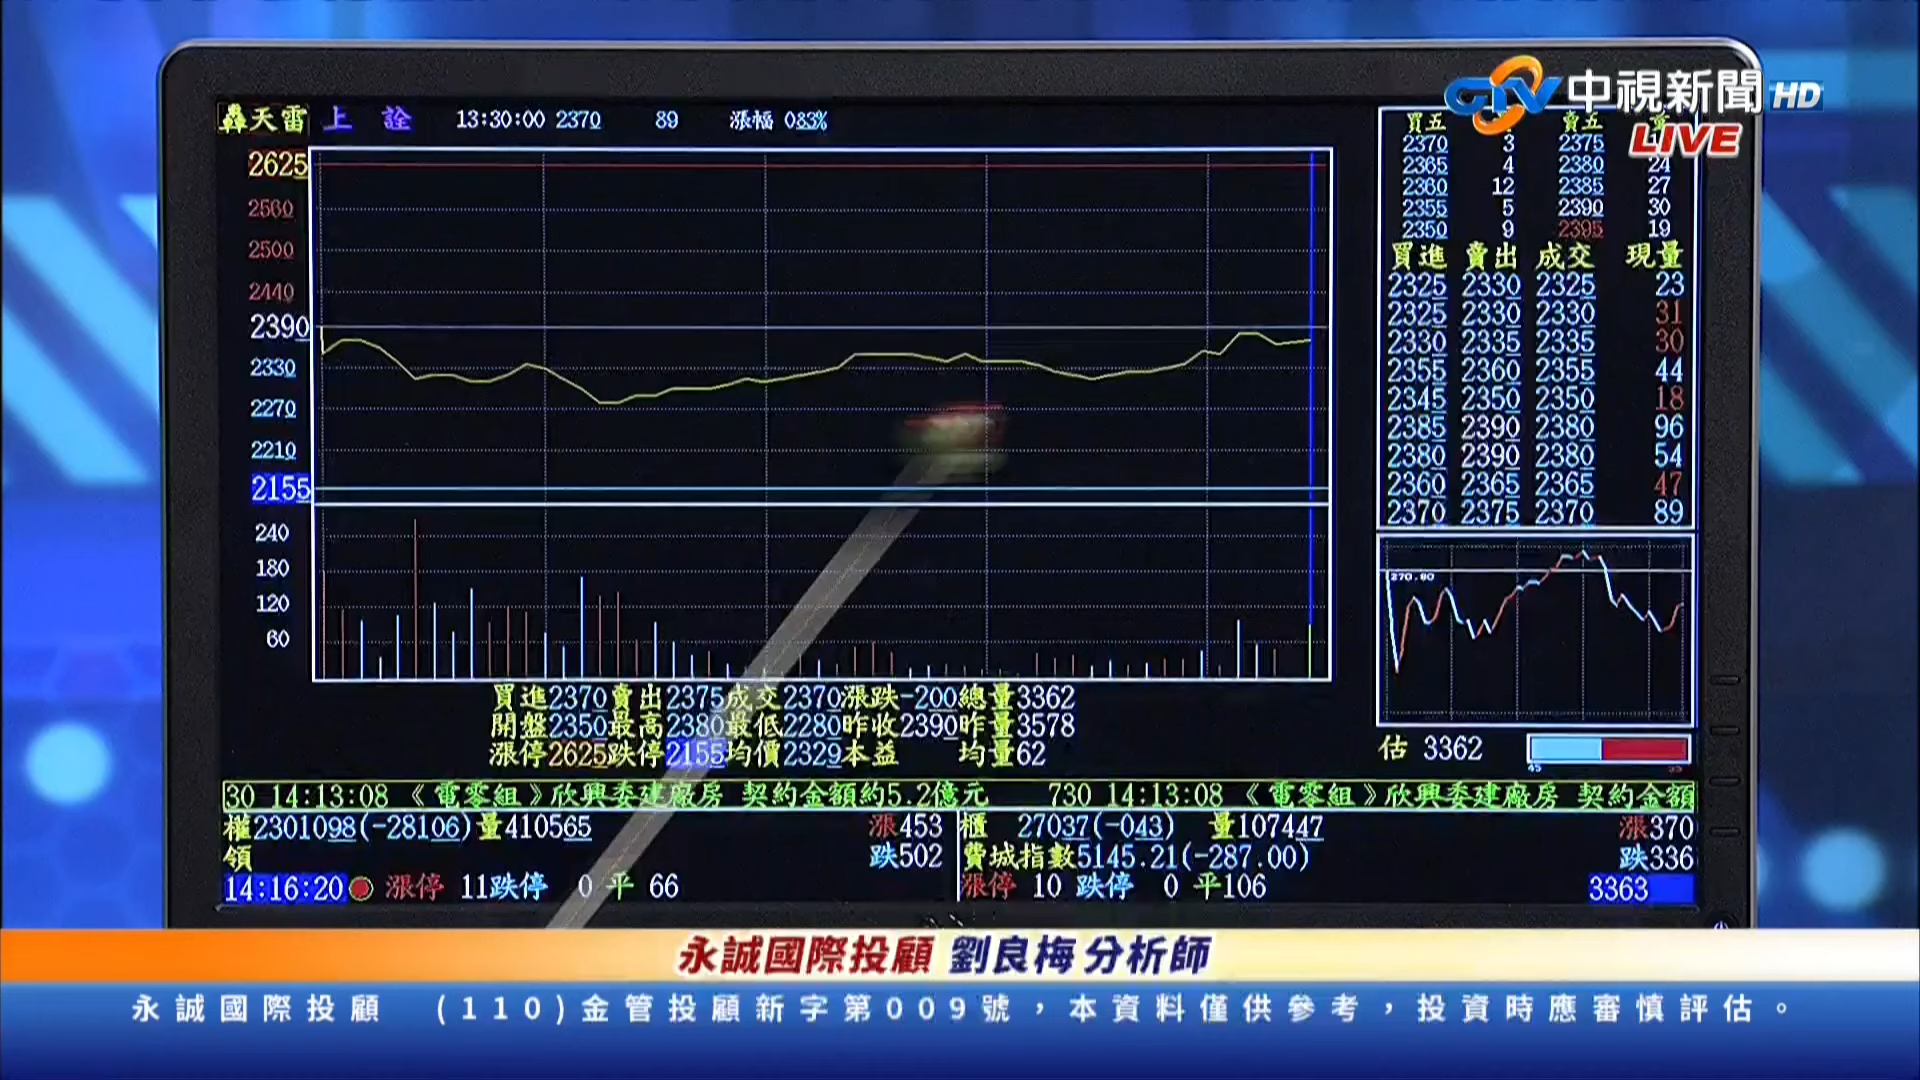 中視新聞 HD
LIVE
轟天雷 上 詮 13:30:00 2370 89 漲幅 0.83%
買五 賣五
2370 3 2375
2365 4 2380 24
2360 12 2385 27
2355 5 2390 30
2350 9 2395 19
買進 賣出 成交 現量
2325 2330 2325 23
2325 2330 2330 31
2330 2335 2335 30
2355 2360 2355 44
2345 2350 2350 18
2385 2390 2380 96
2380 2390 2380 54
2360 2365 2365 47
2370 2375 2370 89
2625
2560
2500
2440
2390
2330
2270
2210
2155
240
180
120
60
270.80
買進2370賣出2375成交2370漲跌-200總量3362
開盤2350最高2380最低2280昨收2390昨量3578
漲停2625跌停2155均價2329本益 均量62
估 3362
30 14:13:08 《電零組》欣興委建廠房 契約金額約5.2億元 730 14:13:08 《電零組》欣興委建廠房 契約金額
權2301098(-28106)量410565 漲453 櫃 27037(-043) 量107447 漲370
領 跌502 費城指數5145.21(-287.00) 跌336
14:16:20 漲停 11跌停 0 平 66 漲停 10 跌停 0 平106 3363
永誠國際投顧 劉良梅分析師
永誠國際投顧 (110)金管投顧新字第009號，本資料僅供參考，投資時應審慎評估。